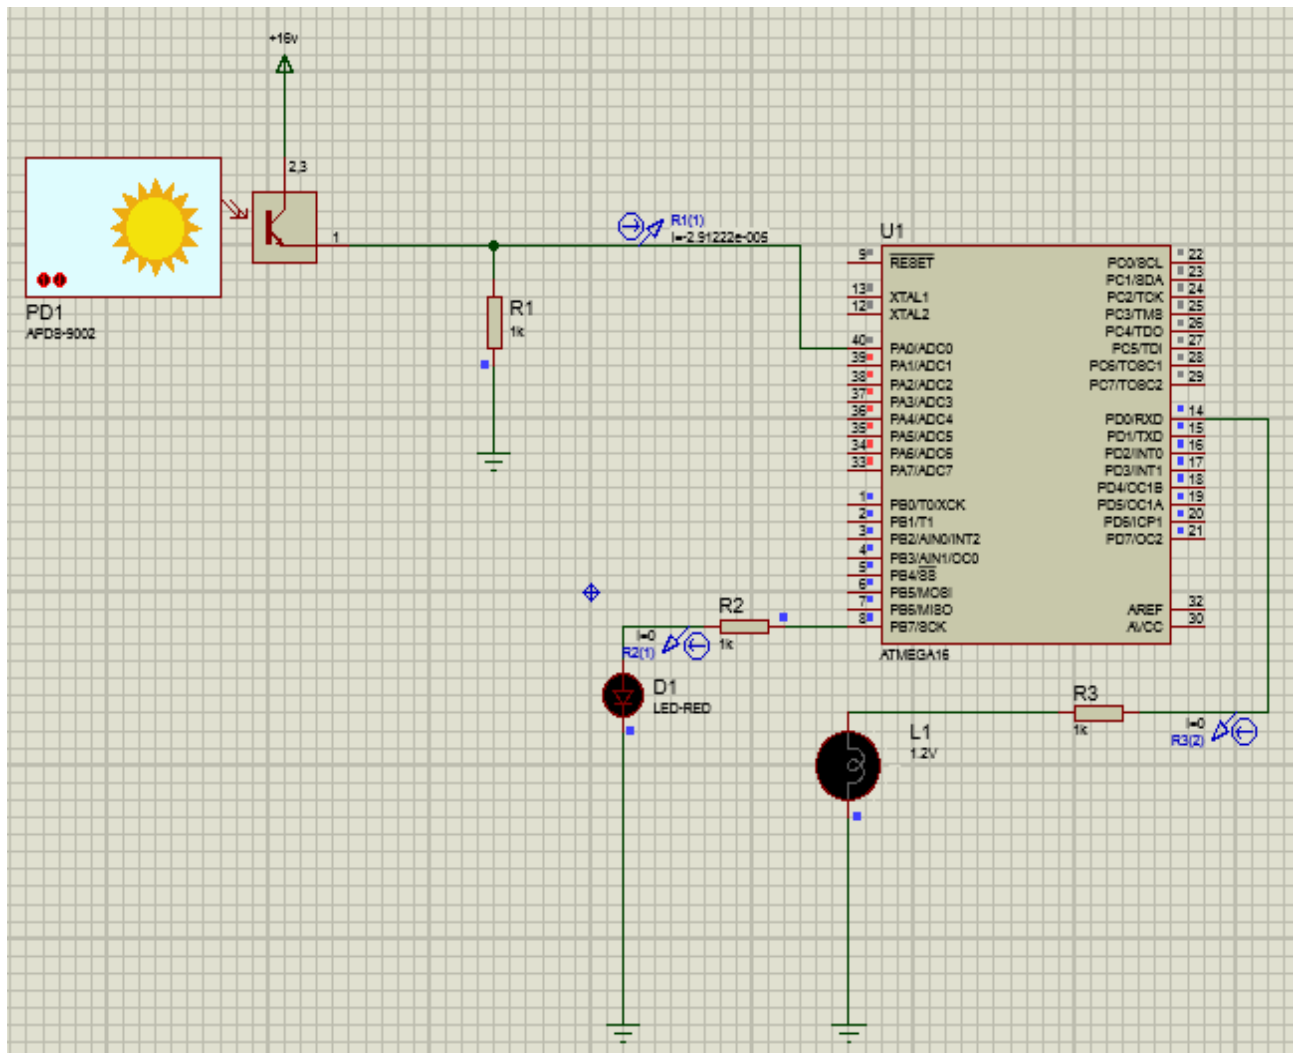 +16v
2,3
1
PD1
APDS-9002
R1(1)
I=-2.91222e-005
R1
1k
U1
9 RESET
13 XTAL1
12 XTAL2
40 PA0/ADC0
39 PA1/ADC1
38 PA2/ADC2
37 PA3/ADC3
36 PA4/ADC4
35 PA5/ADC5
34 PA6/ADC6
33 PA7/ADC7
1 PB0/T0/XCK
2 PB1/T1
3 PB2/AIN0/INT2
4 PB3/AIN1/OC0
5 PB4/SS
6 PB5/MOSI
7 PB6/MISO
8 PB7/SCK
PC0/SCL 22
PC1/SDA 23
PC2/TCK 24
PC3/TMS 25
PC4/TDO 26
PC5/TDI 27
PC6/TOSC1 28
PC7/TOSC2 29
PD0/RXD 14
PD1/TXD 15
PD2/INT0 16
PD3/INT1 17
PD4/OC1B 18
PD5/OC1A 19
PD6/ICP1 20
PD7/OC2 21
AREF 32
AVCC 30
ATMEGA16
R2
1k
I=0
R2(1)
D1
LED-RED
R3
1k
I=0
R3(2)
L1
1.2V